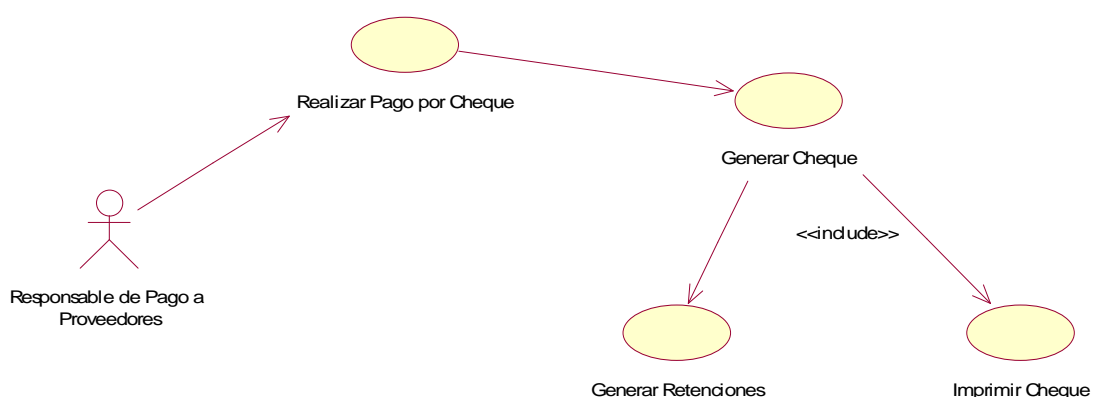 Realizar Pago por Cheque
Generar Cheque
<<include>>
Responsable de Pago a
Proveedores
Generar Retenciones
Imprimir Cheque